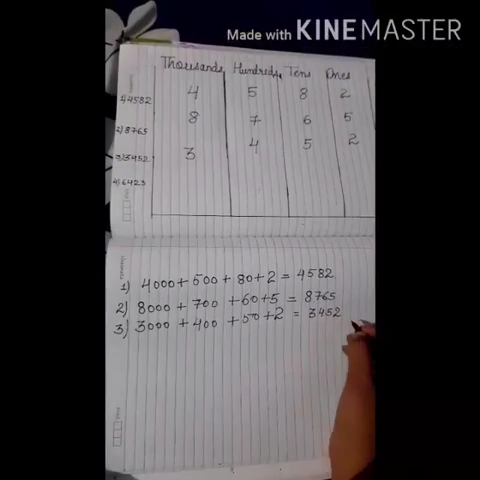 Made with KINEMASTER
Thousands Hundreds Tens Ones
1) 4582 4 5 8 2
2) 8765 8 7 6 5
3) 3452 3 4 5 2
4) 6423
1) 4000 + 500 + 80 + 2 = 4582
2) 8000 + 700 + 60 + 5 = 8765
3) 3000 + 400 + 50 + 2 = 3452